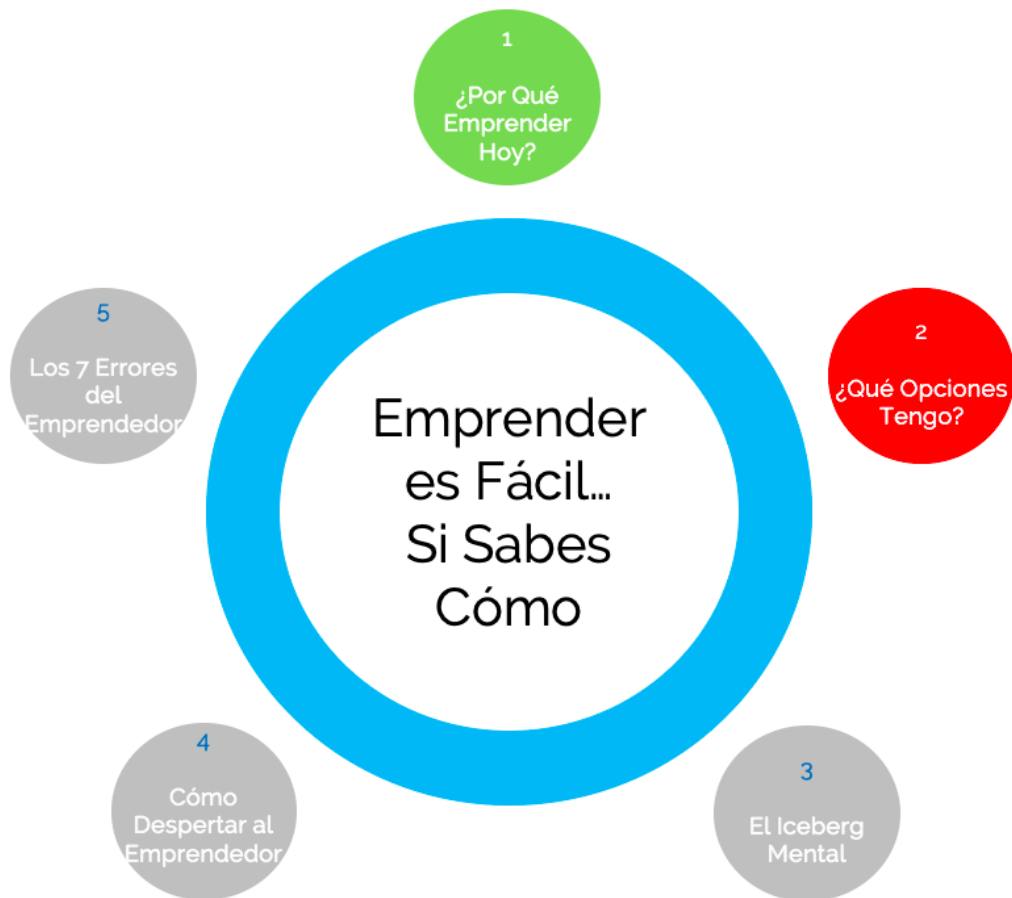 1
¿Por Qué
Emprender
Hoy?
5
Los 7 Errores
del
Emprendedor
2
¿Qué Opciones
Tengo?
Emprender
es Fácil...
Si Sabes
Cómo
4
Cómo
Despertar al
Emprendedor
3
El Iceberg
Mental